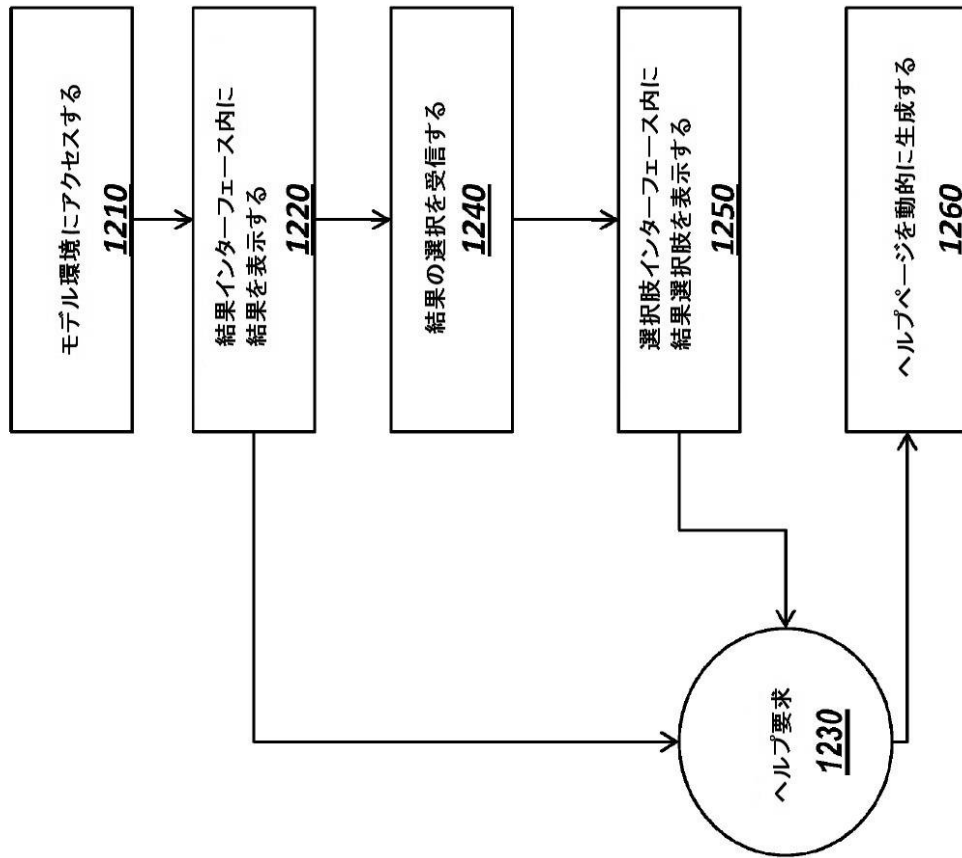 モデル環境にアクセスする
1210
結果インターフェース内に
結果を表示する
1220
結果の選択を受信する
1240
選択肢インターフェース内に
結果選択肢を表示する
1250
ヘルプ要求
1230
ヘルプページを動的に生成する
1260